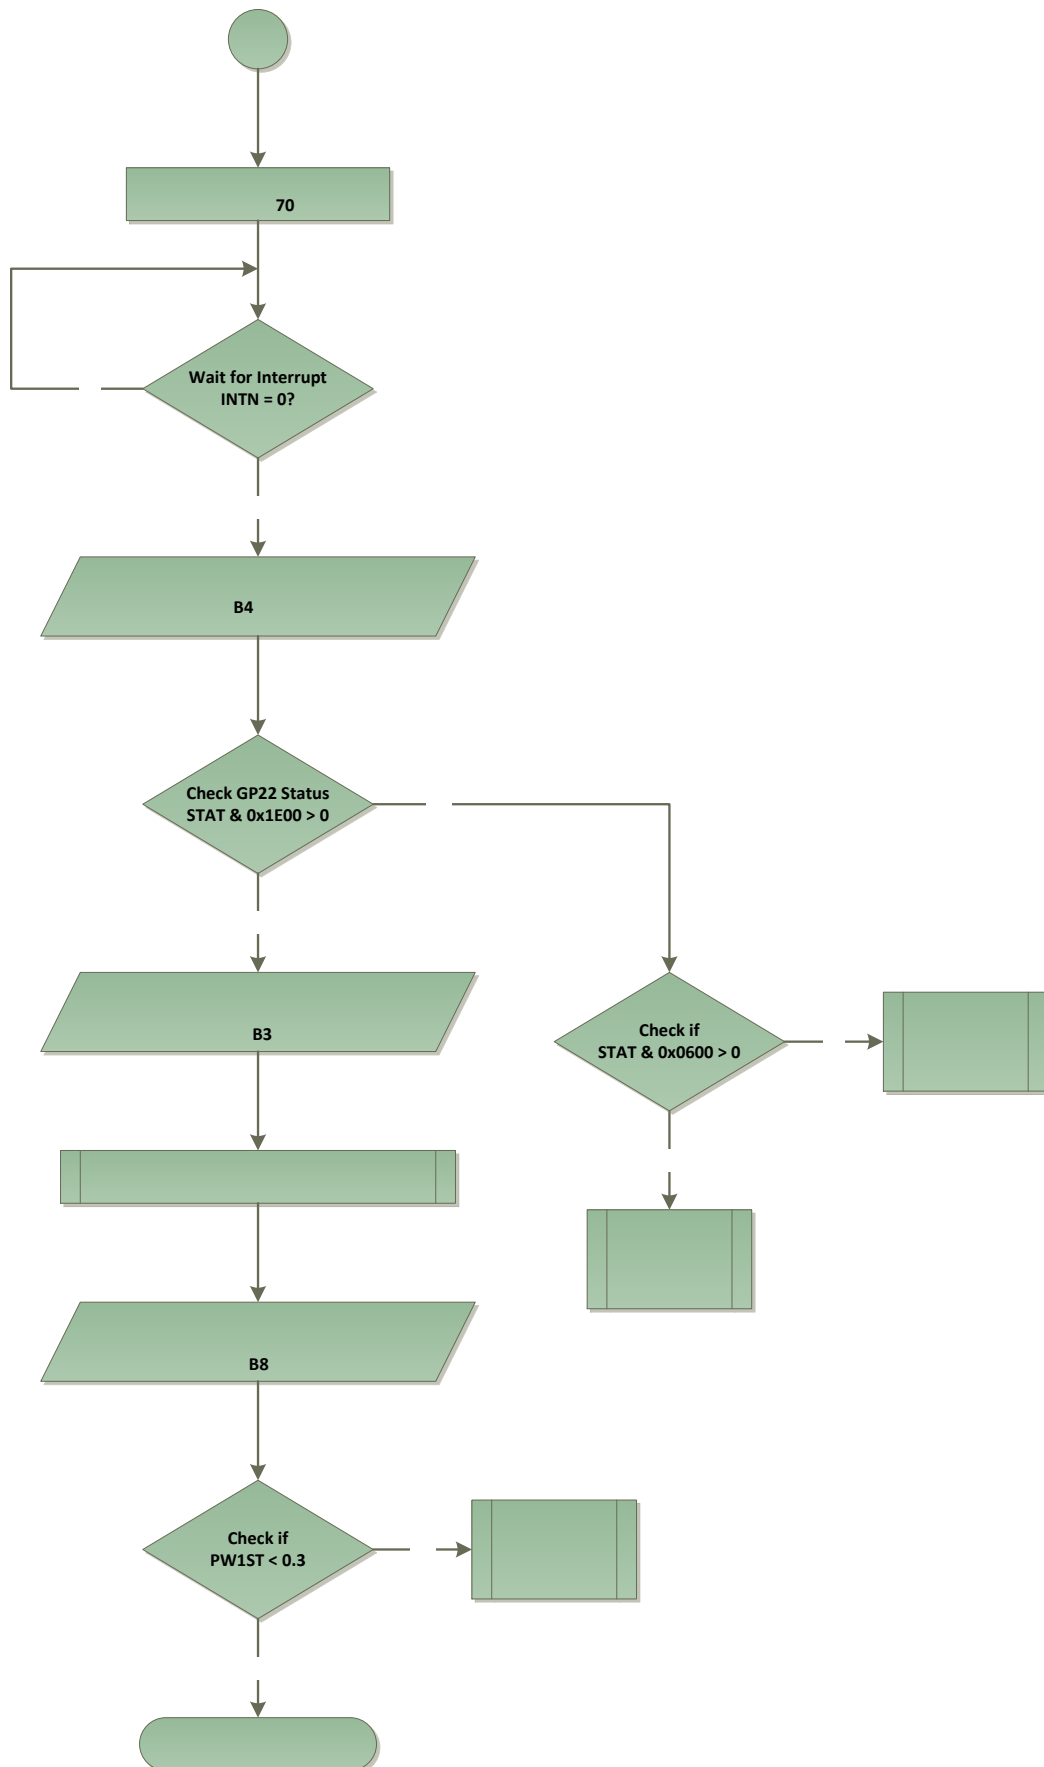 70
Wait for Interrupt
INTN = 0?
B4
Check GP22 Status
STAT & 0x1E00 > 0
B3
Check if
STAT & 0x0600 > 0
B8
Check if
PW1ST < 0.3